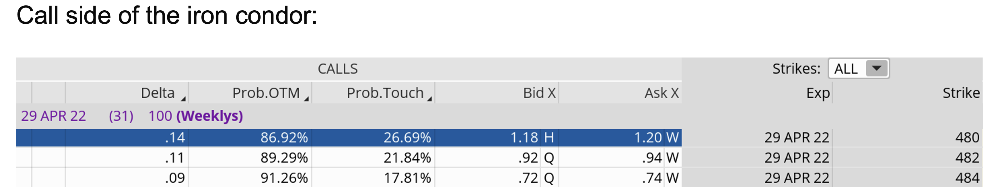 Call side of the iron condor:
CALLS Strikes: ALL
Delta Prob.OTM Prob.Touch Bid X Ask X Exp Strike
29 APR 22 (31) 100 (Weeklys)
.14 86.92% 26.69% 1.18 H 1.20 W 29 APR 22 480
.11 89.29% 21.84% .92 Q .94 W 29 APR 22 482
.09 91.26% 17.81% .72 Q .74 W 29 APR 22 484